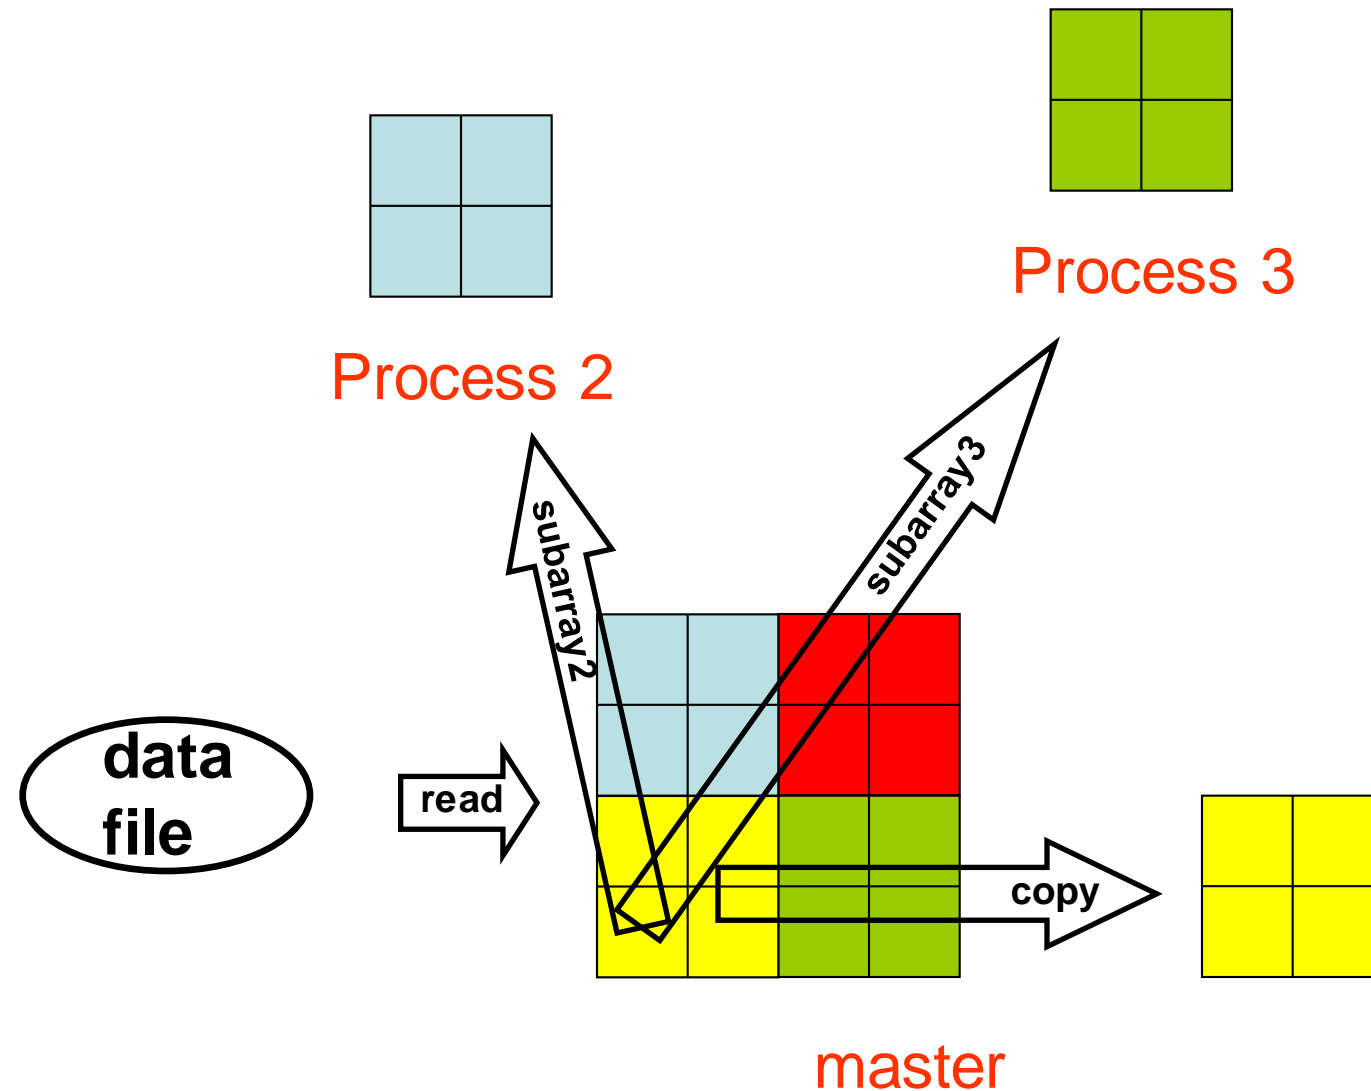 Process 3
Process 2
subarray3
subarray2
data
file
read
copy
master